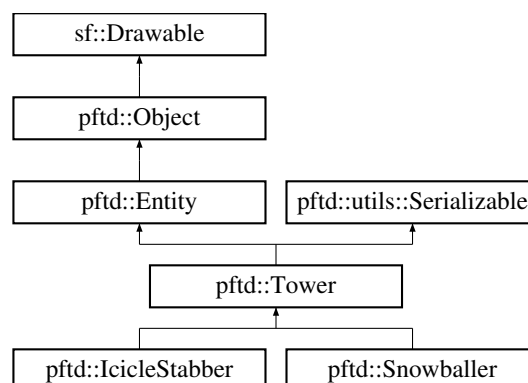 sf::Drawable
pftd::Object
pftd::Entity
pftd::utils::Serializable
pftd::Tower
pftd::IcicleStabber
pftd::Snowballer